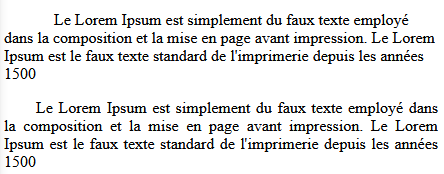 Le Lorem Ipsum est simplement du faux texte employé
dans la composition et la mise en page avant impression. Le Lorem
Ipsum est le faux texte standard de l'imprimerie depuis les années
1500
Le Lorem Ipsum est simplement du faux texte employé dans
la composition et la mise en page avant impression. Le Lorem
Ipsum est le faux texte standard de l'imprimerie depuis les années
1500